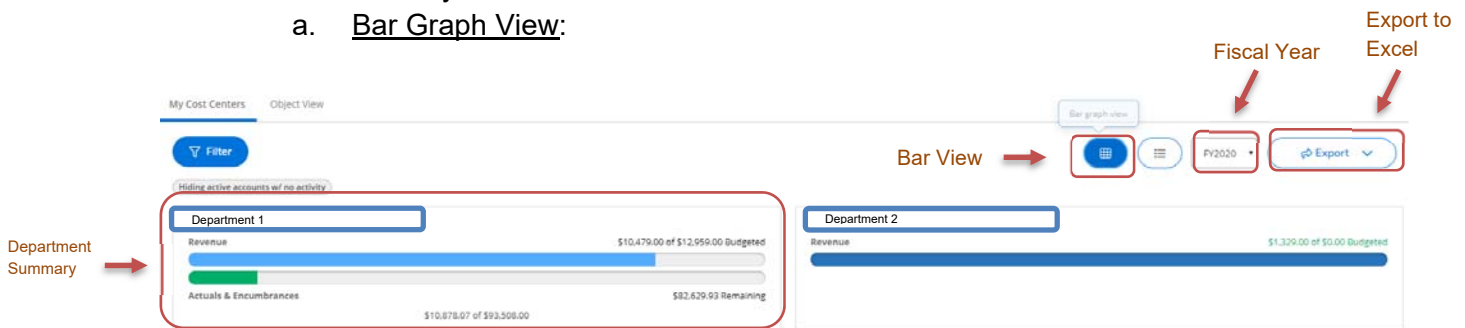 a. Bar Graph View:
Export to
Excel
Fiscal Year
My Cost Centers Object View
Bar graph view
Filter
Bar View
FY2020
Export
Hiding active accounts w/ no activity
Department 1
Department 2
Department
Summary
Revenue $10,479.00 of $12,959.00 Budgeted
Revenue $1,329.00 of $0.00 Budgeted
Actuals & Encumbrances $82,629.93 Remaining
$10,878.07 of $93,508.00